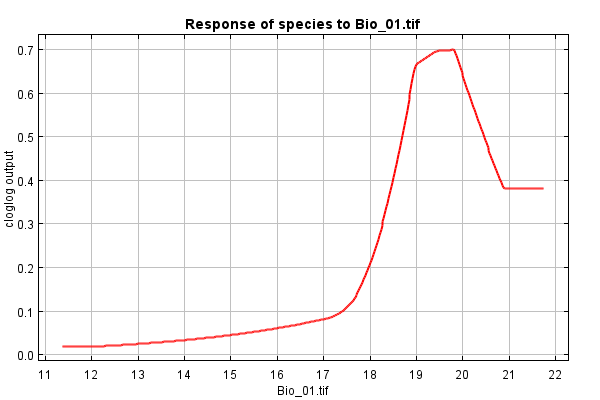 Response of species to Bio_01.tif
cloglog output
0.7
0.6
0.5
0.4
0.3
0.2
0.1
0.0
11 12 13 14 15 16 17 18 19 20 21 22
Bio_01.tif